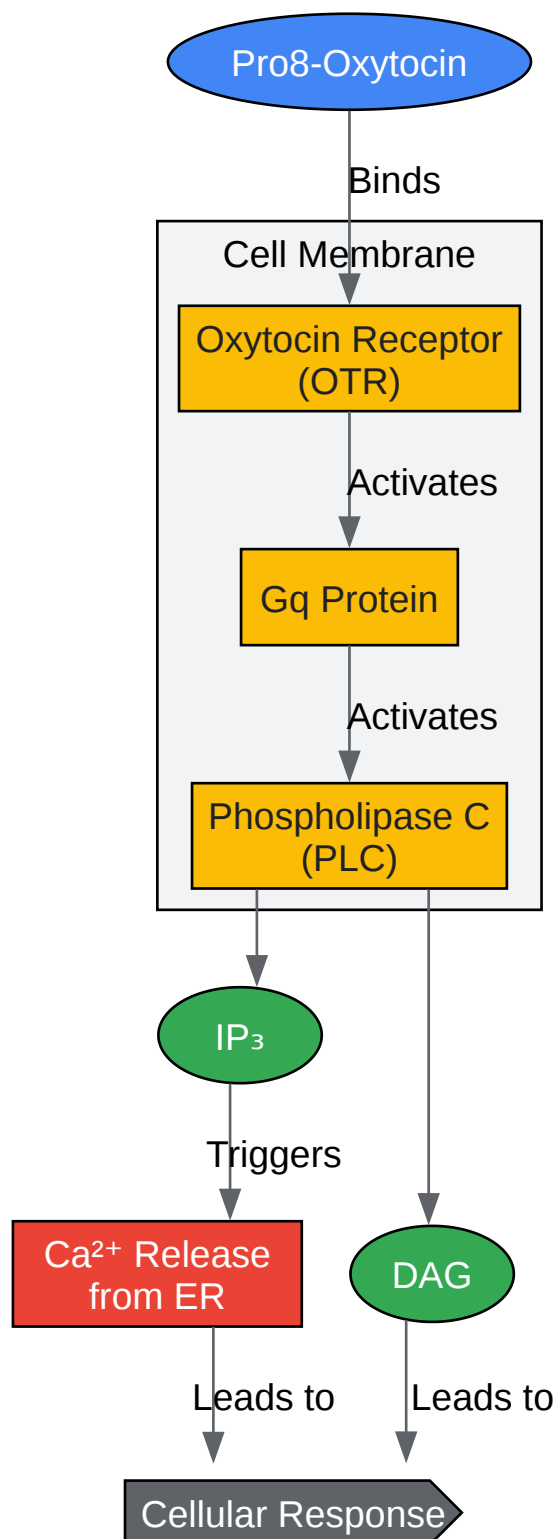 Pro8-Oxytocin
Binds
Cell Membrane
Oxytocin Receptor
(OTR)
Activates
Gq Protein
Activates
Phospholipase C
(PLC)
IP₃
Triggers
Ca²⁺ Release
from ER
DAG
Leads to
Leads to
Cellular Response